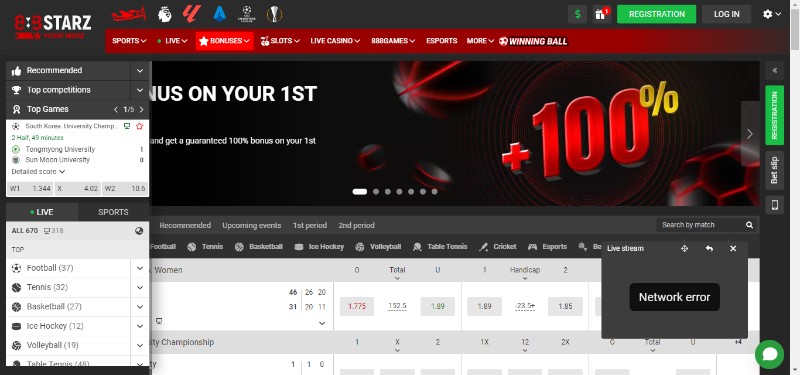 888STARZ
$
1
REGISTRATION
LOG IN
SPORTS
LIVE
BONUSES
SLOTS
LIVE CASINO
888GAMES
ESPORTS
MORE
WINNING BALL
Recommended
Top competitions
Top Games
1/5
South Korea. University Champ...
2 Half, 49 minutes
Tongmyong University 1
Sun Moon University 0
Detailed score
W1 1.344 X 4.02 W2 10.5
NUS ON YOUR 1ST
and get a guaranteed 100% bonus on your 1st
+100%
REGISTRATION
Bet slip
LIVE SPORTS
ALL 670 318
TOP
Football (37)
Tennis (32)
Basketball (27)
Ice Hockey (12)
Volleyball (19)
Table Tennis (48)
Recommended Upcoming events 1st period 2nd period
Search by match
Football Tennis Basketball Ice Hockey Volleyball Table Tennis Cricket Esports Be
. Women O Total U 1 Handicap 2
46 26 20
31 20 11
1.775 152.5 1.89 1.89 -23.5+ 1.85
ity Championship 1 X 2 1X 12 2X O Total U +4
ty 1 1 0
Live stream
Network error